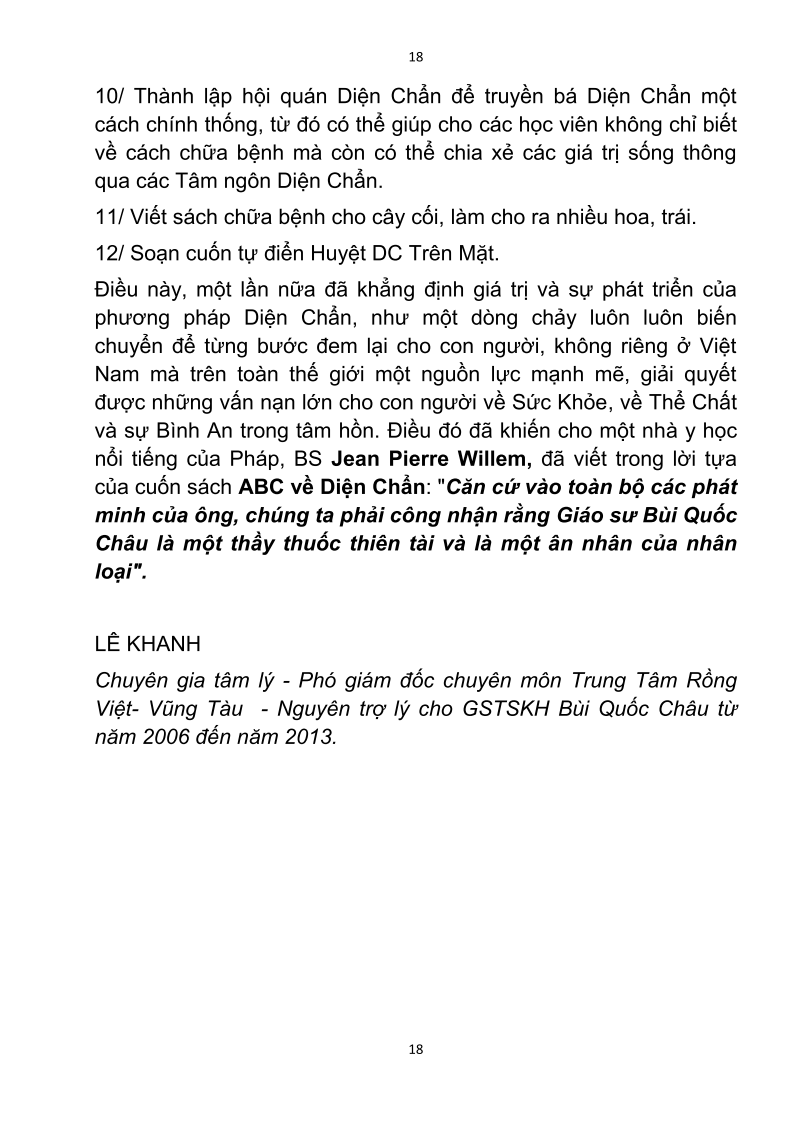 18
10/ Thành lập hội quán Diện Chẩn để truyền bá Diện Chẩn một
cách chính thống, từ đó có thể giúp cho các học viên không chỉ biết
về cách chữa bệnh mà còn có thể chia xẻ các giá trị sống thông
qua các Tâm ngôn Diện Chẩn.
11/ Viết sách chữa bệnh cho cây cối, làm cho ra nhiều hoa, trái.
12/ Soạn cuốn tự điển Huyệt DC Trên Mặt.
Điều này, một lần nữa đã khẳng định giá trị và sự phát triển của
phương pháp Diện Chẩn, như một dòng chảy luôn luôn biến
chuyển để từng bước đem lại cho con người, không riêng ở Việt
Nam mà trên toàn thế giới một nguồn lực mạnh mẽ, giải quyết
được những vấn nạn lớn cho con người về Sức Khỏe, về Thể Chất
và sự Bình An trong tâm hồn. Điều đó đã khiến cho một nhà y học
nổi tiếng của Pháp, BS Jean Pierre Willem, đã viết trong lời tựa
của cuốn sách ABC về Diện Chẩn: "Căn cứ vào toàn bộ các phát
minh của ông, chúng ta phải công nhận rằng Giáo sư Bùi Quốc
Châu là một thầy thuốc thiên tài và là một ân nhân của nhân
loại".
LÊ KHANH
Chuyên gia tâm lý - Phó giám đốc chuyên môn Trung Tâm Rồng
Việt- Vũng Tàu - Nguyên trợ lý cho GSTSKH Bùi Quốc Châu từ
năm 2006 đến năm 2013.
18